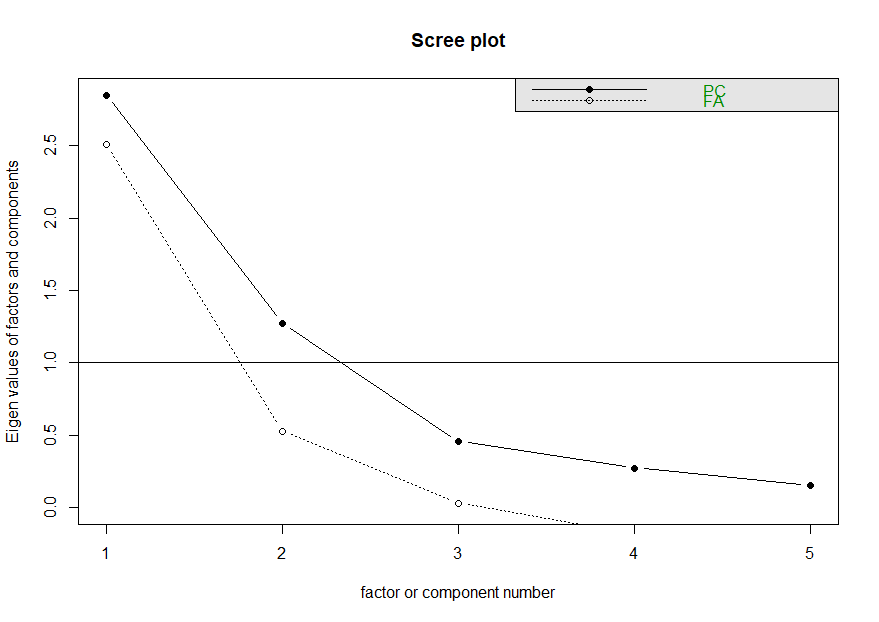 Scree plot
PC
FA
Eigen values of factors and components
2.5
2.0
1.5
1.0
0.5
0.0
1 2 3 4 5
factor or component number